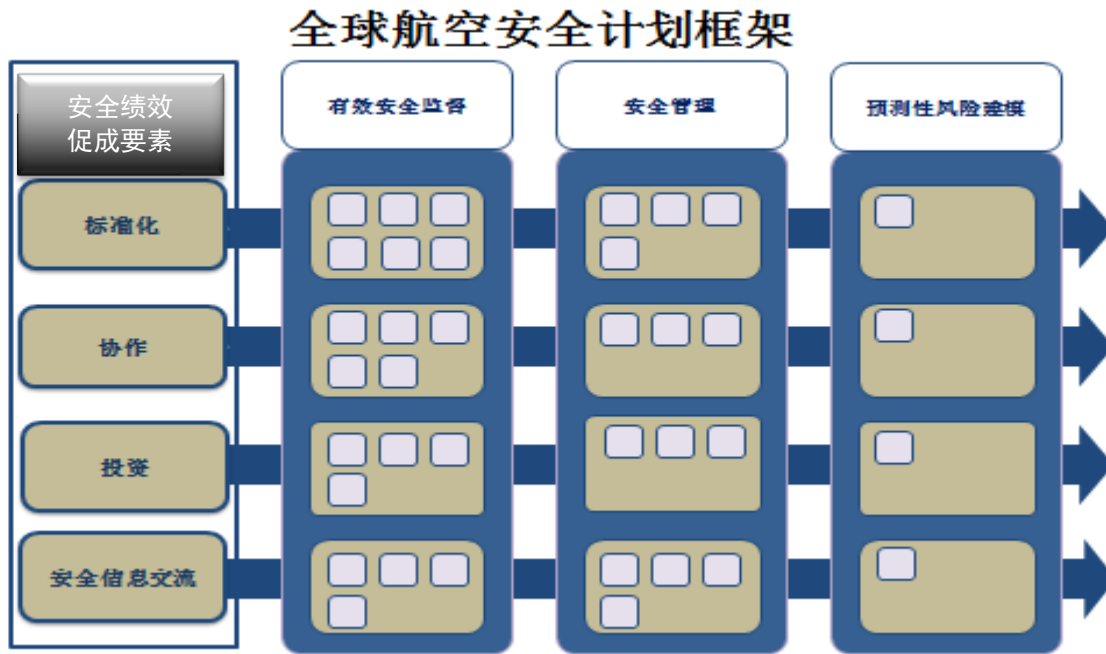 全球航空安全计划框架
安全绩效
促成要素
有效安全监督
安全管理
预测性风险建模
标准化
协作
投资
安全信息交流